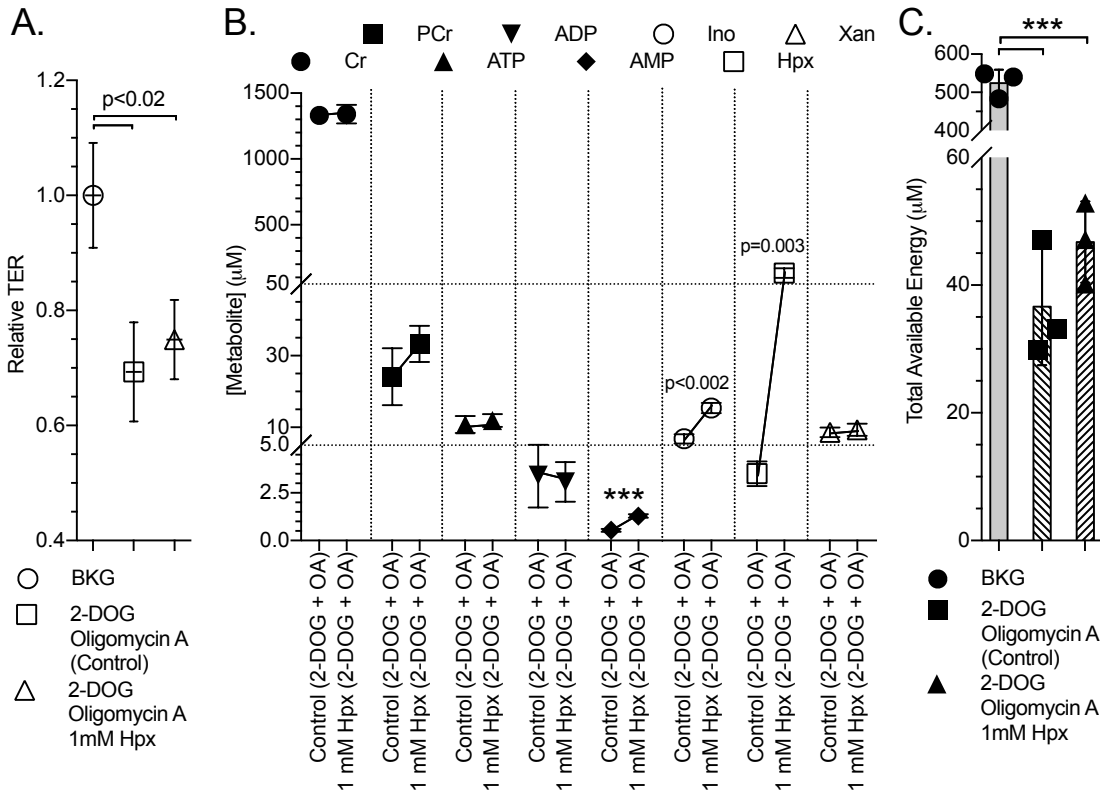 A.
p<0.02
Relative TER
1.2
1.0
0.8
0.6
0.4
BKG
2-DOG
Oligomycin A
(Control)
2-DOG
Oligomycin A
1mM Hpx
B.
PCr ADP Ino Xan
Cr ATP AMP Hpx
[Metabolite] (μM)
1500
1000
500
50
30
10
5.0
2.5
0.0
p=0.003
p<0.002
***
Control (2-DOG + OA)
1 mM Hpx (2-DOG + OA)
Control (2-DOG + OA)
1 mM Hpx (2-DOG + OA)
Control (2-DOG + OA)
1 mM Hpx (2-DOG + OA)
Control (2-DOG + OA)
1 mM Hpx (2-DOG + OA)
Control (2-DOG + OA)
1 mM Hpx (2-DOG + OA)
Control (2-DOG + OA)
1 mM Hpx (2-DOG + OA)
Control (2-DOG + OA)
1 mM Hpx (2-DOG + OA)
Control (2-DOG + OA)
1 mM Hpx (2-DOG + OA)
C.
***
Total Available Energy (μM)
600
500
400
60
40
20
0
BKG
2-DOG
Oligomycin A
(Control)
2-DOG
Oligomycin A
1mM Hpx